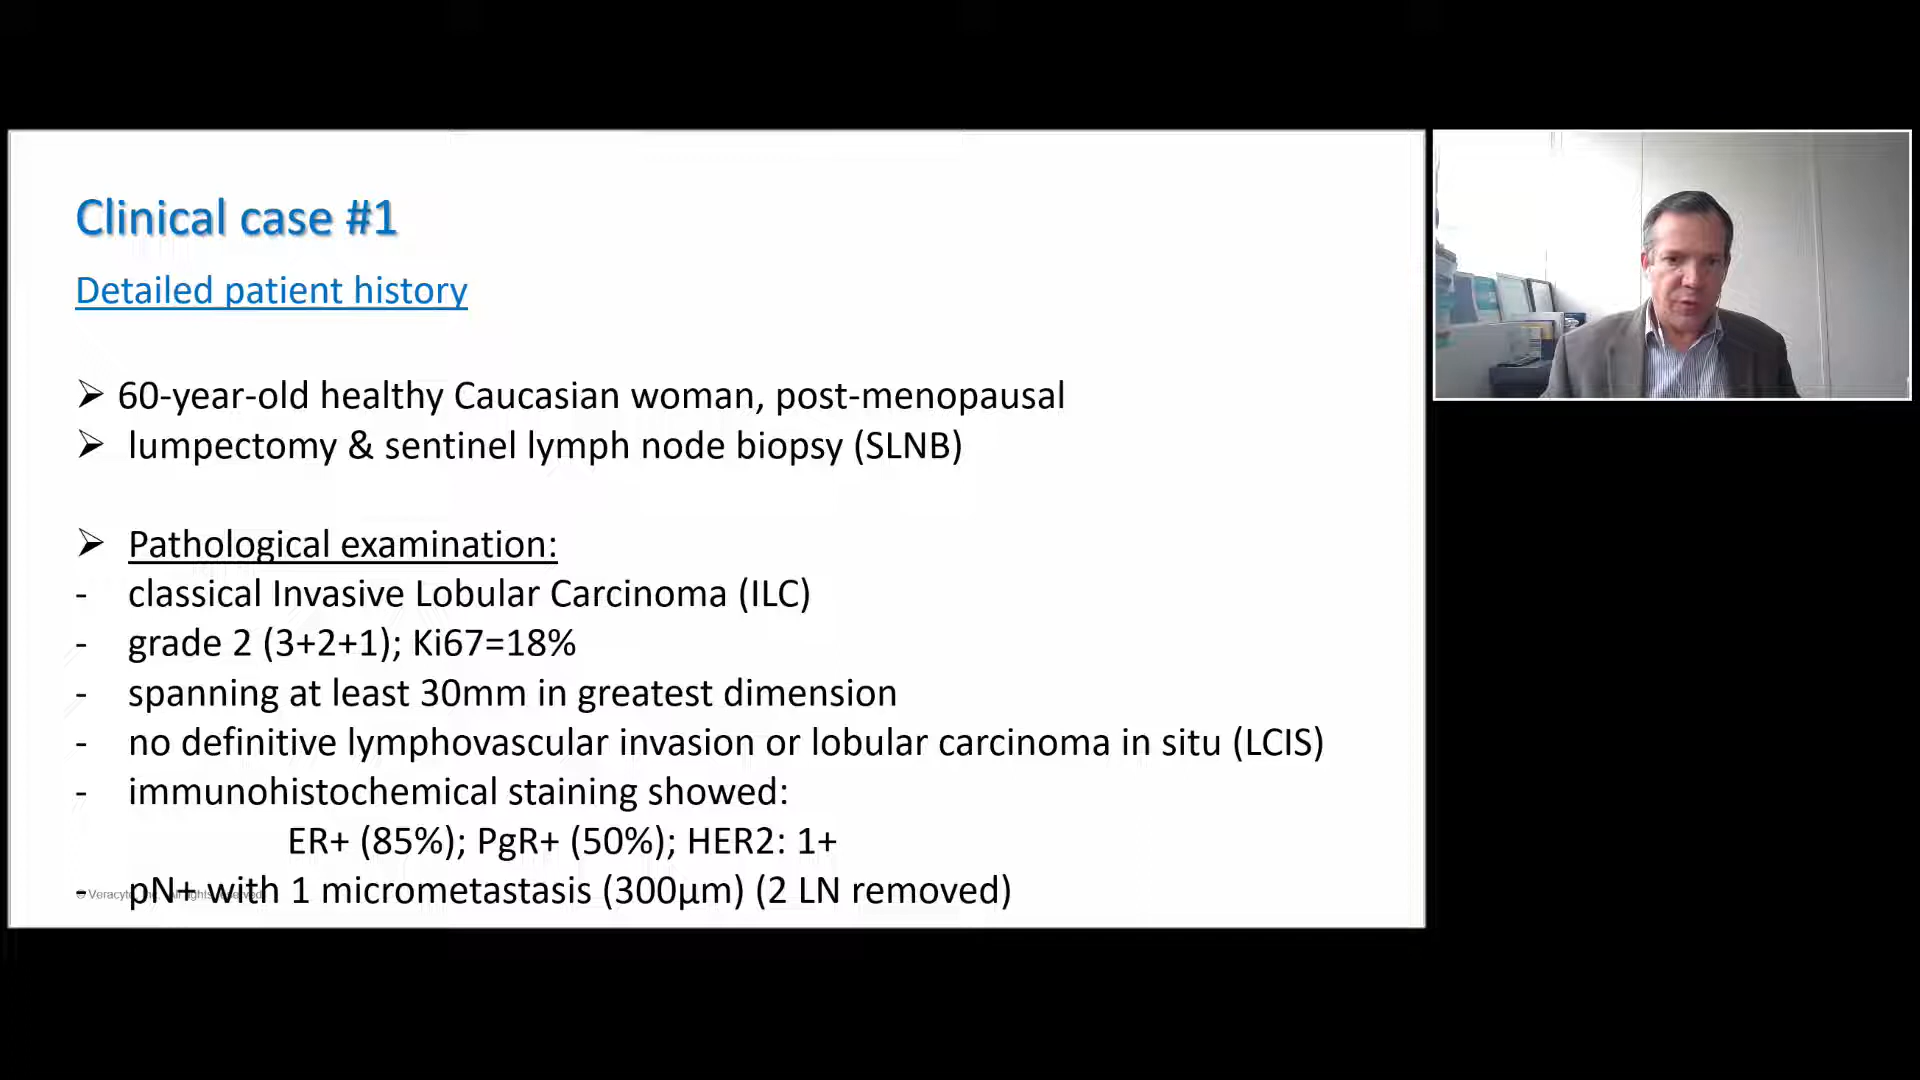 Clinical case #1
Detailed patient history
➢ 60-year-old healthy Caucasian woman, post-menopausal
➢ lumpectomy & sentinel lymph node biopsy (SLNB)
➢ Pathological examination:
- classical Invasive Lobular Carcinoma (ILC)
- grade 2 (3+2+1); Ki67=18%
- spanning at least 30mm in greatest dimension
- no definitive lymphovascular invasion or lobular carcinoma in situ (LCIS)
- immunohistochemical staining showed:
ER+ (85%); PgR+ (50%); HER2: 1+
- pN+ with 1 micrometastasis (300µm) (2 LN removed)